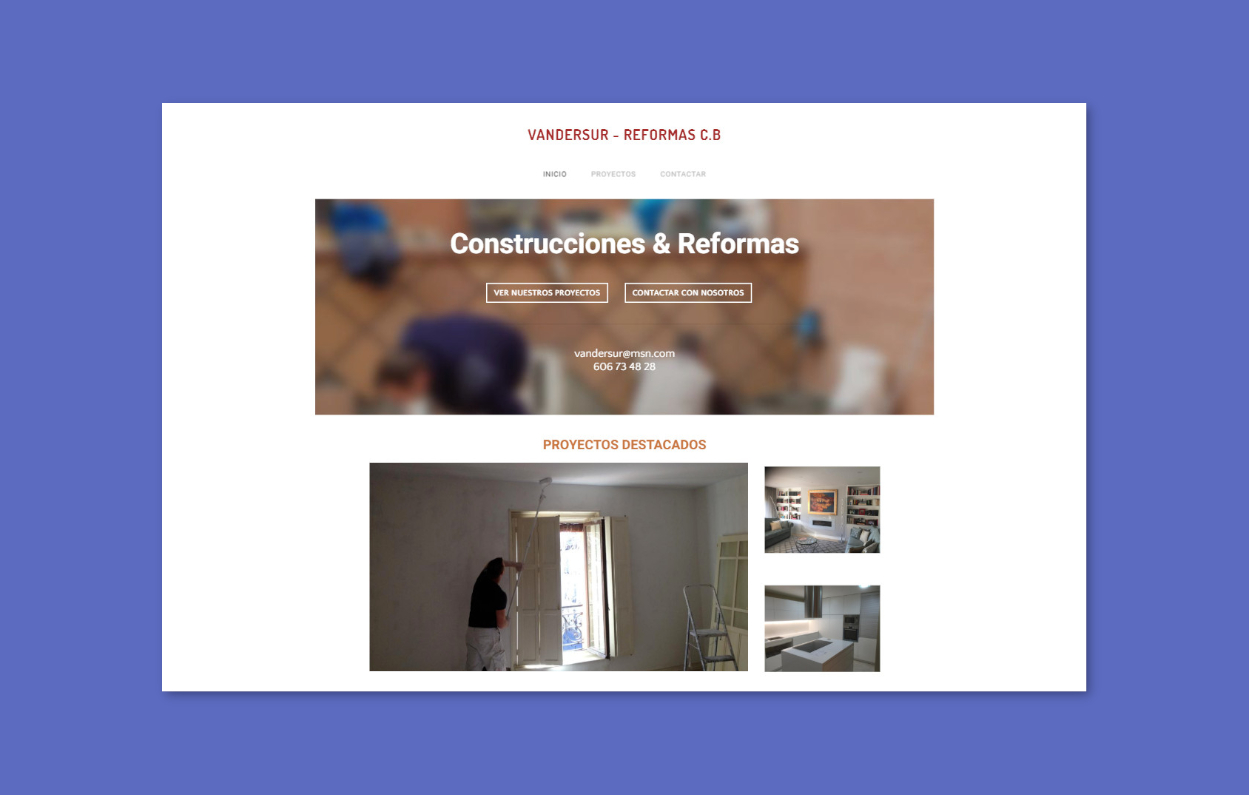 VANDERSUR - REFORMAS C.B
INICIO PROYECTOS CONTACTAR
Construcciones & Reformas
VER NUESTROS PROYECTOS CONTACTAR CON NOSOTROS
vandersur@msn.com
606 73 48 28
PROYECTOS DESTACADOS